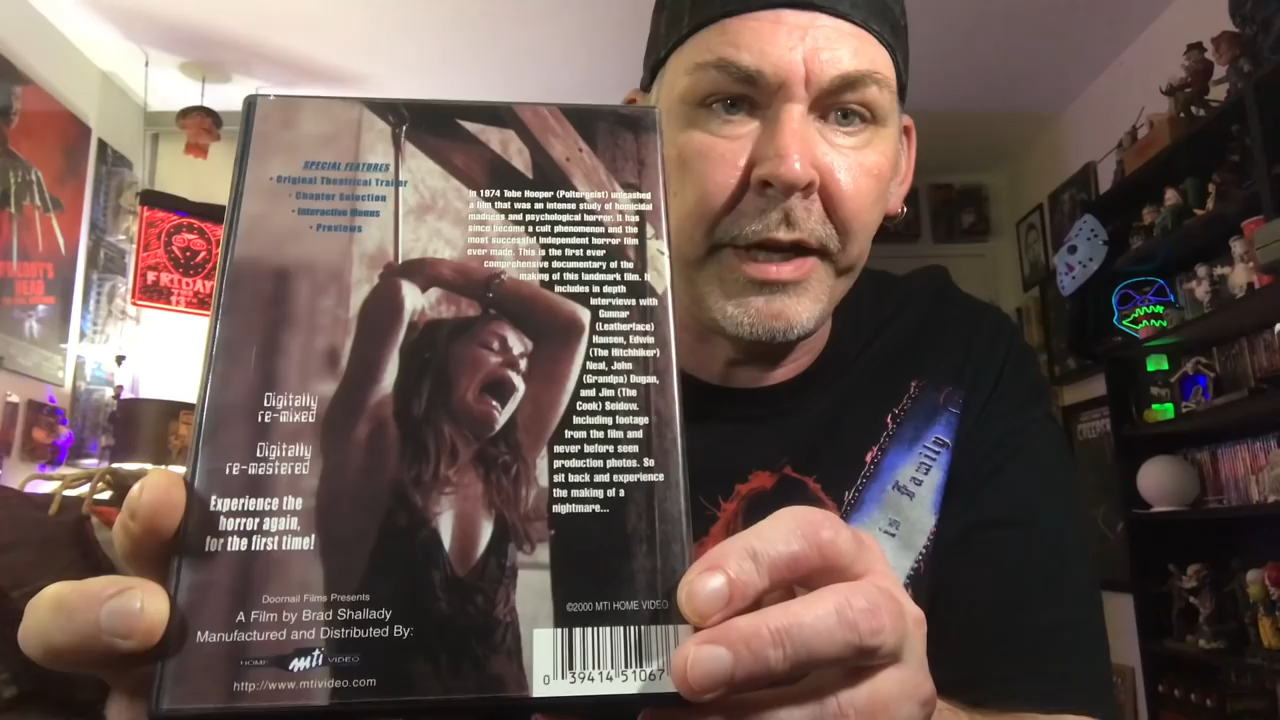 SPECIAL FEATURES
• Original Theatrical Trailer
• Chapter Selection
• Interactive Menus
• Previews
In 1974 Tobe Hooper (Poltergeist) unleashed
a film that was an intense study of homicidal
madness and psychological horror. It has
since become a cult phenomenon and the
most successful independent horror film
ever made. This is the first ever
comprehensive documentary of the
making of this landmark film. It
includes in depth
interviews with
Gunnar
(Leatherface)
Hansen, Edwin
(The Hitchhiker)
Neal, John
(Grandpa) Dugan,
and Jim (The
Cook) Seidow.
Including footage
from the film and
never before seen
production photos. So
sit back and experience
the making of a
nightmare...
Digitally
re-mixed
Digitally
re-mastered
Experience the
horror again,
for the first time!
Doornail Films Presents
A Film by Brad Shallady
Manufactured and Distributed By:
HOME mti VIDEO
http://www.mtivideo.com
©2000 MTI HOME VIDEO
0 39414 51067
FRIDAY
THE
13TH
DEAD
in Family
CREEPER